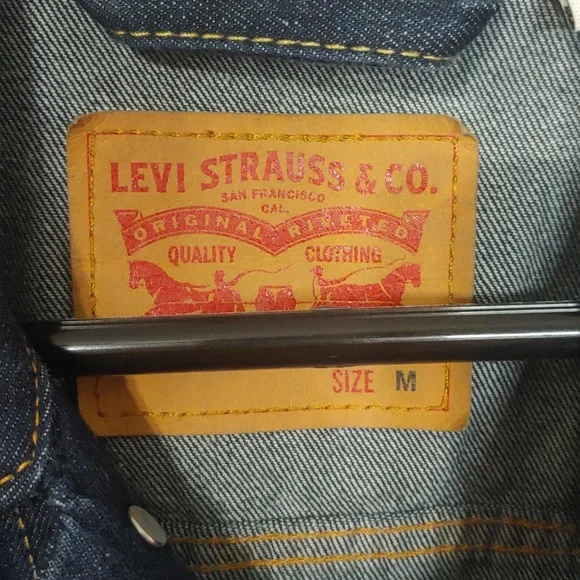 LEVI STRAUSS & CO.
SAN FRANCISCO
CAL.
ORIGINAL RIVETED
QUALITY CLOTHING
SIZE M